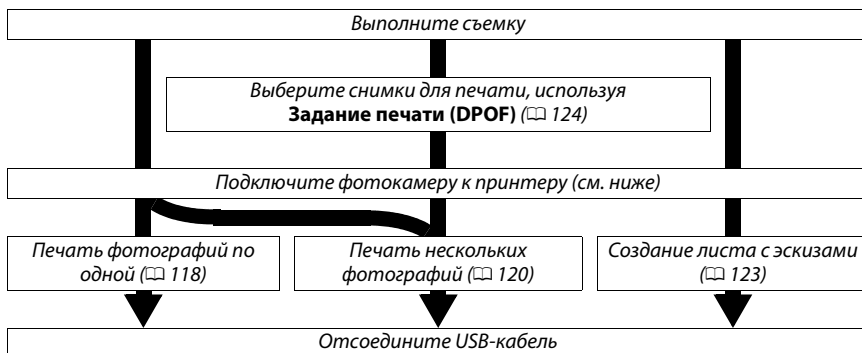 Выполните съемку
Выберите снимки для печати, используя
Задание печати (DPOF) (🕮 124)
Подключите фотокамеру к принтеру (см. ниже)
Печать фотографий по
одной (🕮 118)
Печать нескольких
фотографий (🕮 120)
Создание листа с эскизами
(🕮 123)
Отсоедините USB-кабель